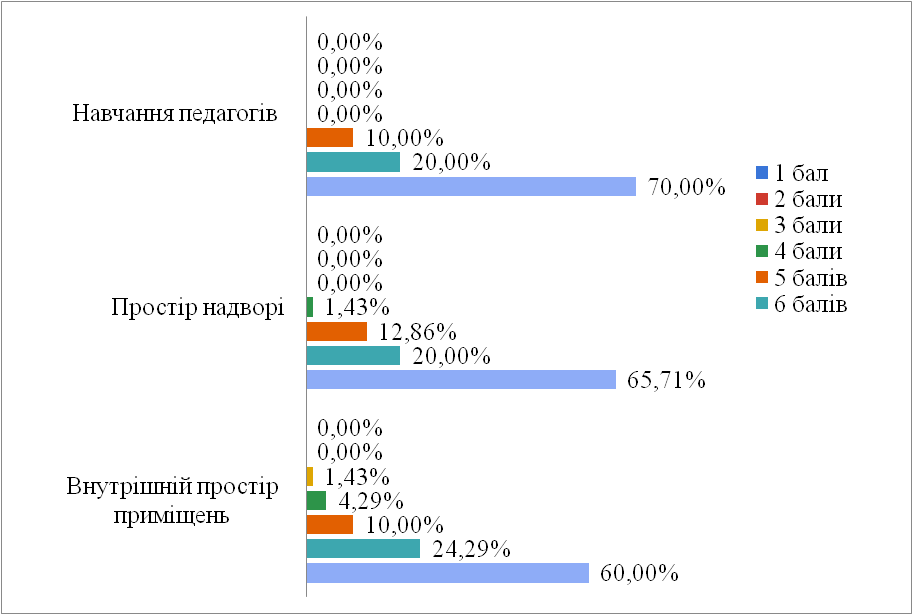 0,00%
0,00%
0,00%
0,00%
Навчання педагогів
10,00%
20,00%
70,00%
0,00%
0,00%
0,00%
1,43%
Простір надворі
12,86%
20,00%
65,71%
0,00%
0,00%
1,43%
Внутрішній простір
приміщень
4,29%
10,00%
24,29%
60,00%
1 бал
2 бали
3 бали
4 бали
5 балів
6 балів